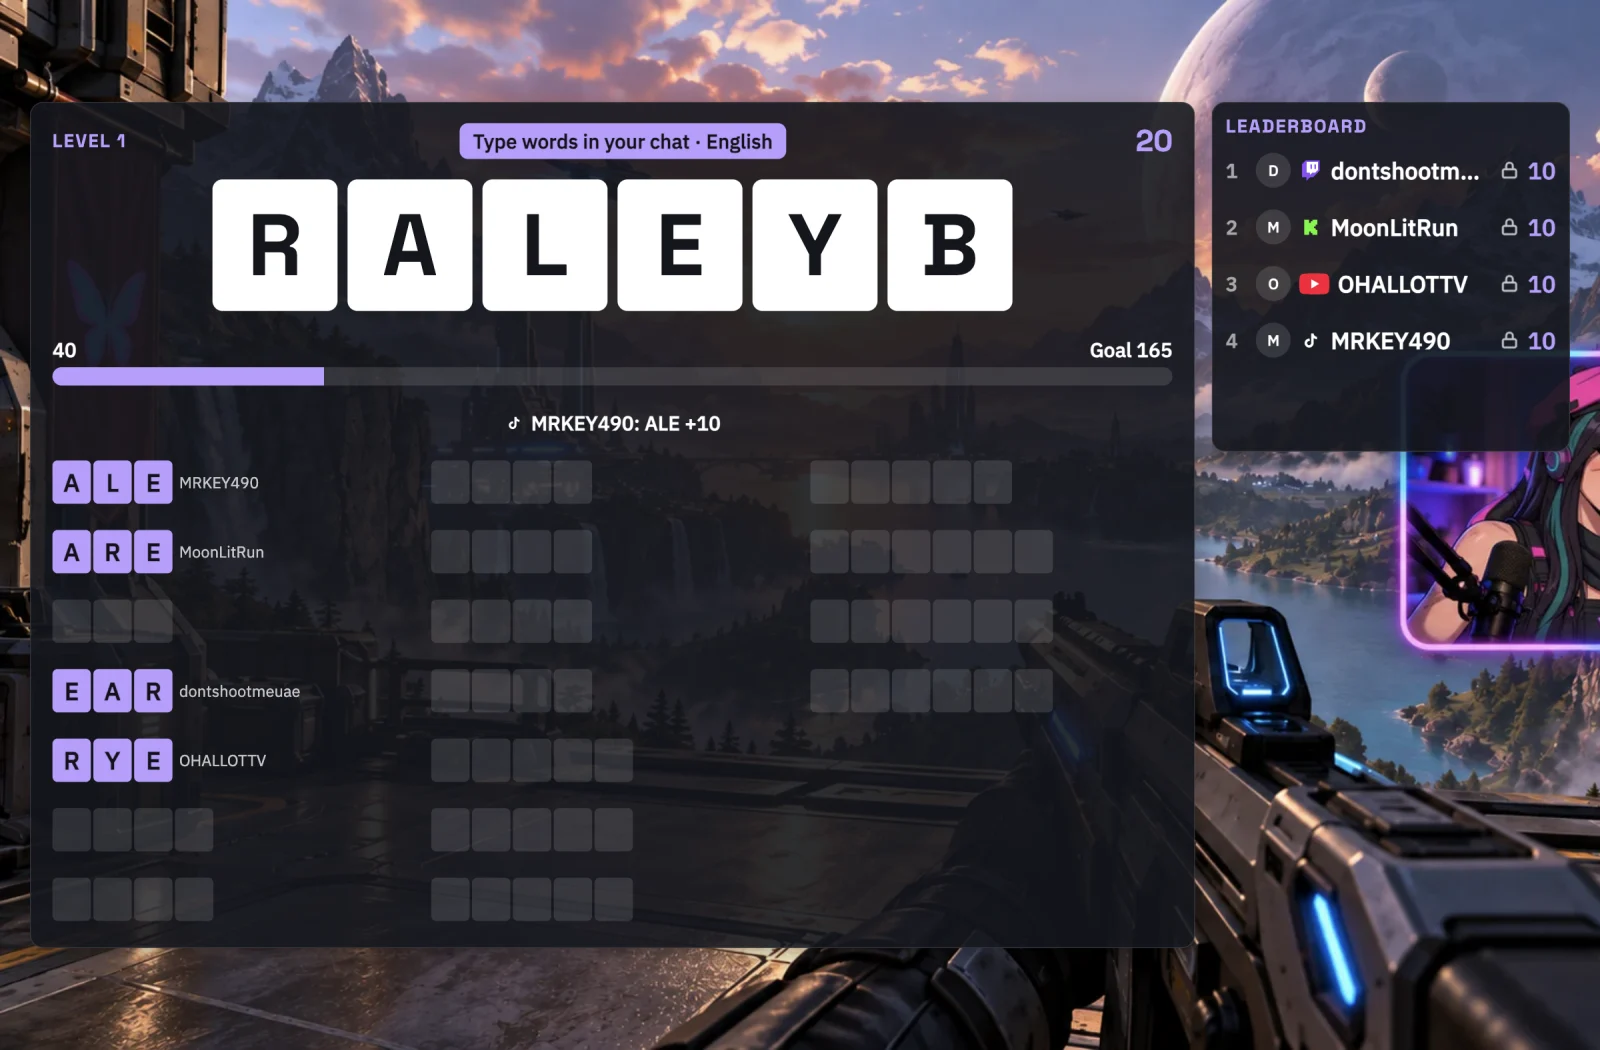 LEVEL 1
Type words in your chat · English
20
R A L E Y B
40
Goal 165
MRKEY490: ALE +10
A L E MRKEY490
A R E MoonLitRun
E A R dontshootmeuae
R Y E OHALLOTTV
LEADERBOARD
1 D dontshootm... 10
2 M MoonLitRun 10
3 O OHALLOTTV 10
4 M MRKEY490 10